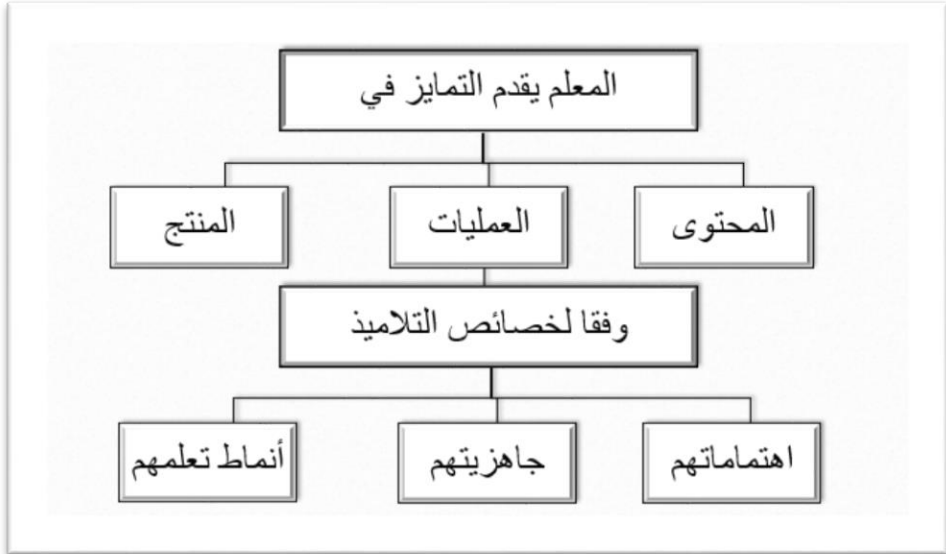 المعلم يقدم التمايز في
المحتوى
العمليات
المنتج
وفقا لخصائص التلاميذ
اهتماماتهم
جاهزيتهم
أنماط تعلمهم